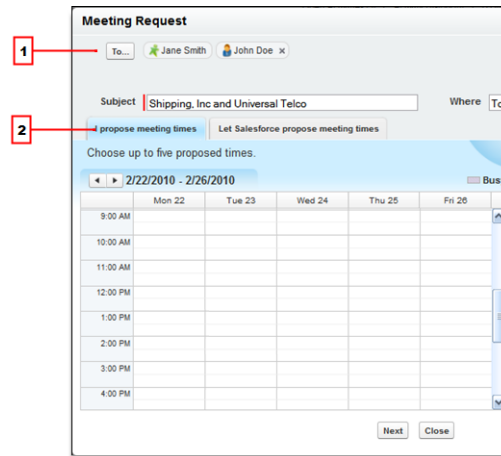 Meeting Request
1
To... Jane Smith John Doe ×
Subject Shipping, Inc and Universal Telco Where To
2
I propose meeting times Let Salesforce propose meeting times
Choose up to five proposed times.
2/22/2010 - 2/26/2010 Bus
Mon 22 Tue 23 Wed 24 Thu 25 Fri 26
9:00 AM
10:00 AM
11:00 AM
12:00 PM
1:00 PM
2:00 PM
3:00 PM
4:00 PM
Next Close